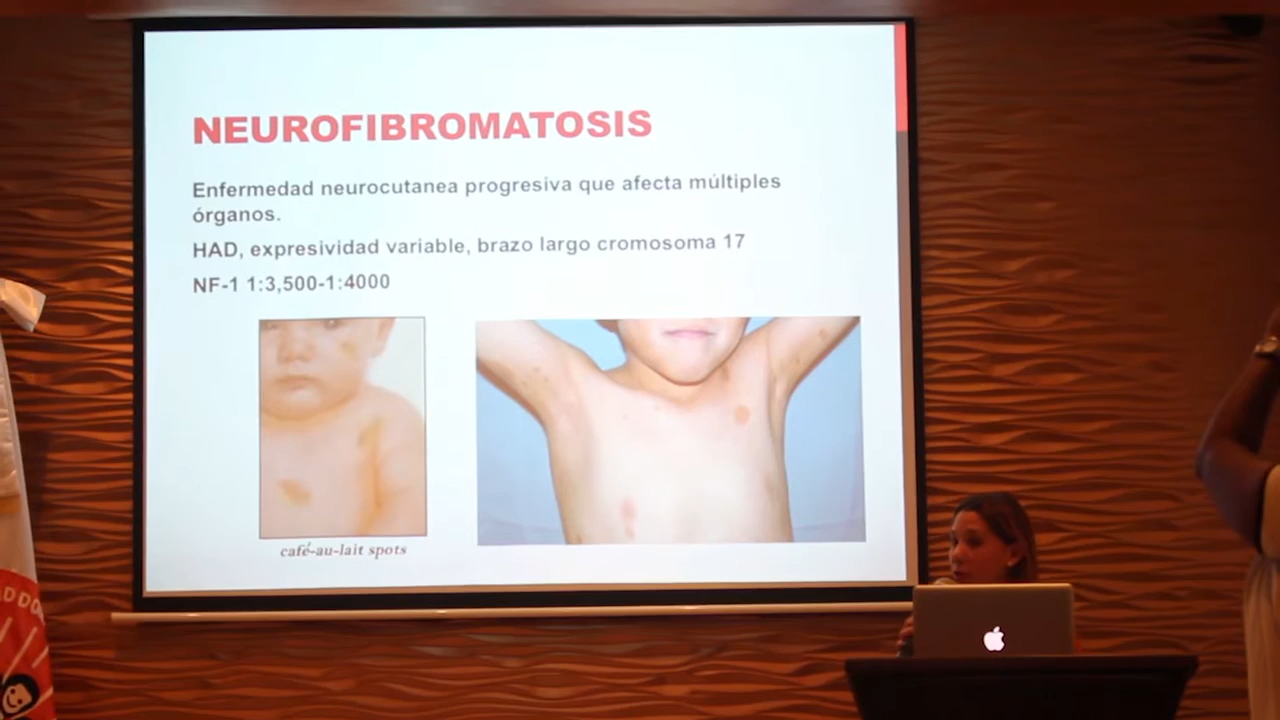 NEUROFIBROMATOSIS
Enfermedad neurocutanea progresiva que afecta múltiples
órganos.
HAD, expresividad variable, brazo largo cromosoma 17
NF-1 1:3,500-1:4000
café-au-lait spots